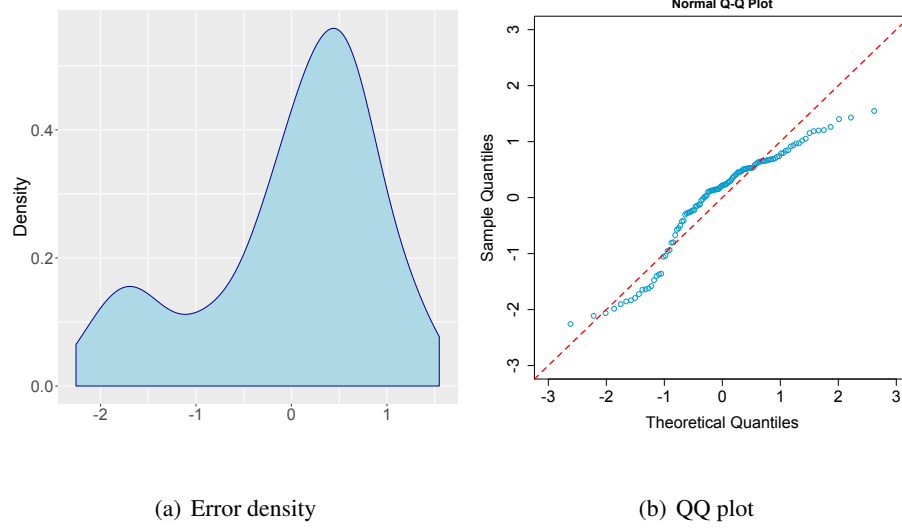 Normal Q-Q Plot
Density
0.4
0.2
0.0
-2 -1 0 1
Sample Quantiles
3
2
1
0
-1
-2
-3
-3 -2 -1 0 1 2 3
Theoretical Quantiles
(a) Error density
(b) QQ plot